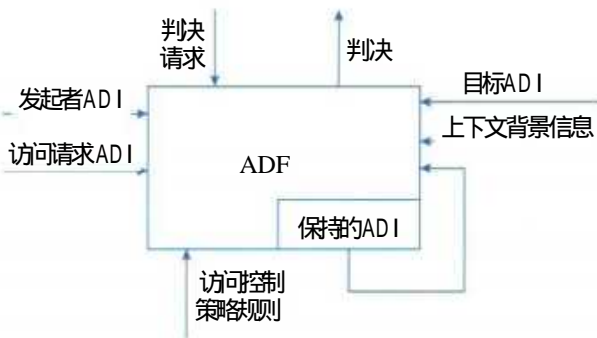 判决
请求
判决
发起者ADI
目标ADI
上下文背景信息
访问请求ADI
ADF
保持的ADI
访问控制
策略规则